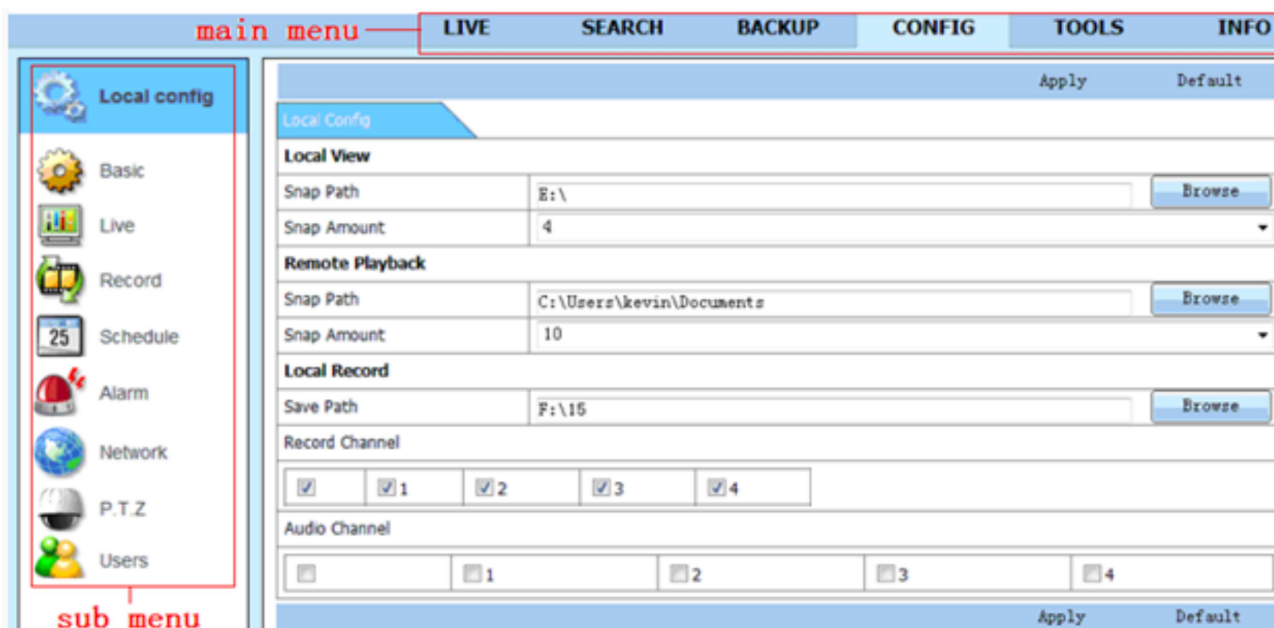 main menu LIVE SEARCH BACKUP CONFIG TOOLS INFO
Local config
Basic
Live
Record
25 Schedule
Alarm
Network
P.T.Z
Users
sub menu
Apply Default
Local Config
Local View
Snap Path E:\ Browse
Snap Amount 4
Remote Playback
Snap Path C:\Users\kevin\Documents Browse
Snap Amount 10
Local Record
Save Path F:\15 Browse
Record Channel
1 2 3 4
Audio Channel
1 2 3 4
Apply Default